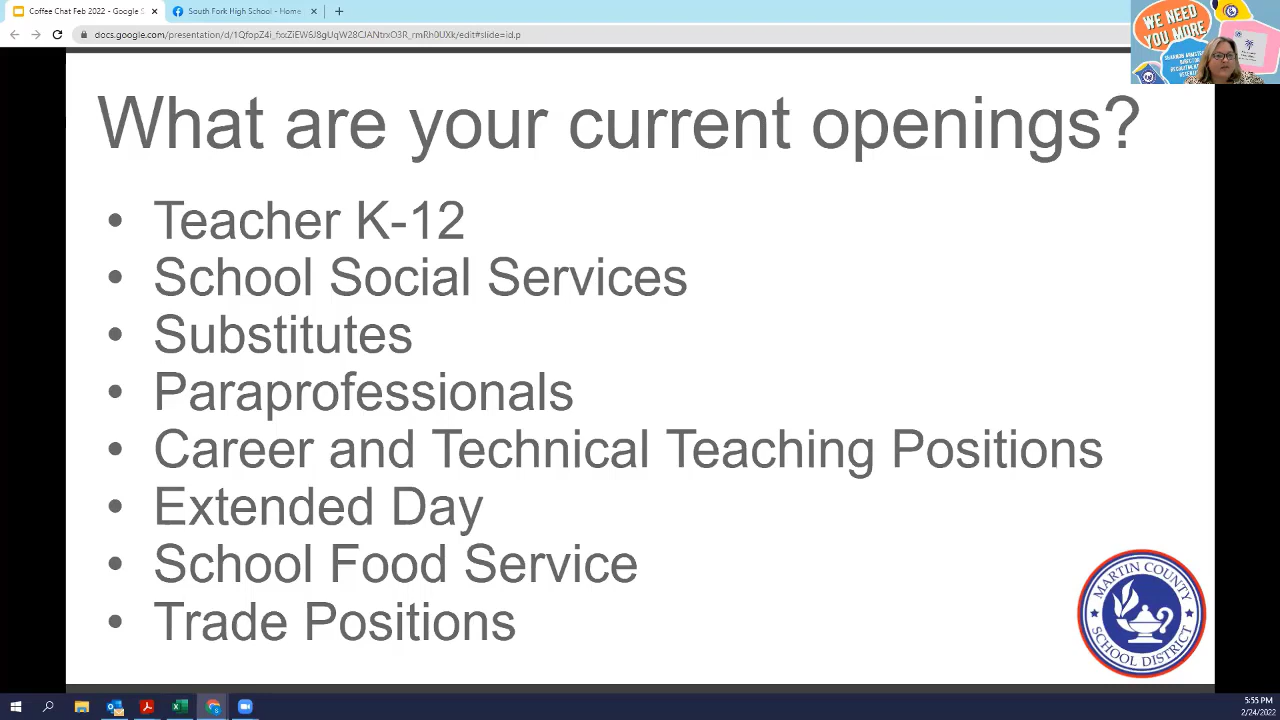 Coffee Chat Feb 2022 - Google S
South Fork High School - Home
WE NEED
YOU MORE
What are your current openings?
• Teacher K-12
• School Social Services
• Substitutes
• Paraprofessionals
• Career and Technical Teaching Positions
• Extended Day
• School Food Service
• Trade Positions
MARTIN COUNTY
SCHOOL DISTRICT
5:55 PM
2/24/2022